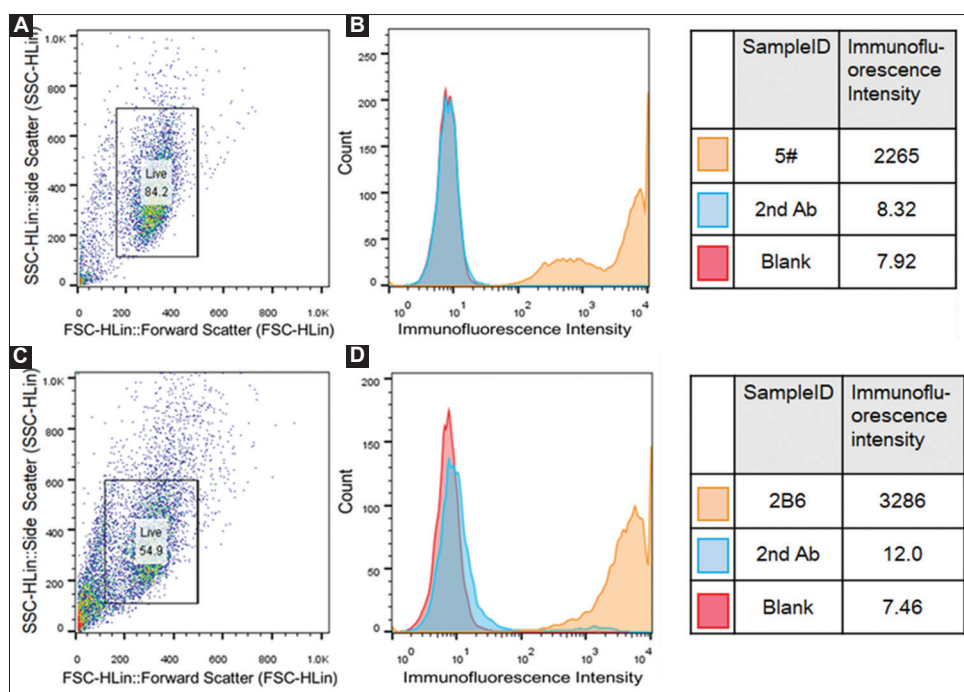 A
SSC-HLin::side Scatter (SSC-HLin)
1.0K
800
600
400
200
0
Live
84.2
0 200 400 600 800 1.0K
FSC-HLin::Forward Scatter (FSC-HLin)
B
Count
250
200
150
100
50
0
10^0 10^1 10^2 10^3 10^4
Immunofluorescence Intensity
SampleID Immunoflu-
orescence
Intensity
5# 2265
2nd Ab 8.32
Blank 7.92
C
SSC-HLin::Side Scatter (SSC-HLin)
1.0K
800
600
400
200
0
Live
54.9
0 200 400 600 800 1.0K
FSC-HLin::Forward Scatter (FSC-HLin)
D
Count
200
150
100
50
0
10^0 10^1 10^2 10^3 10^4
Immunofluorescence Intensity
SampleID Immunoflu-
orescence
intensity
2B6 3286
2nd Ab 12.0
Blank 7.46